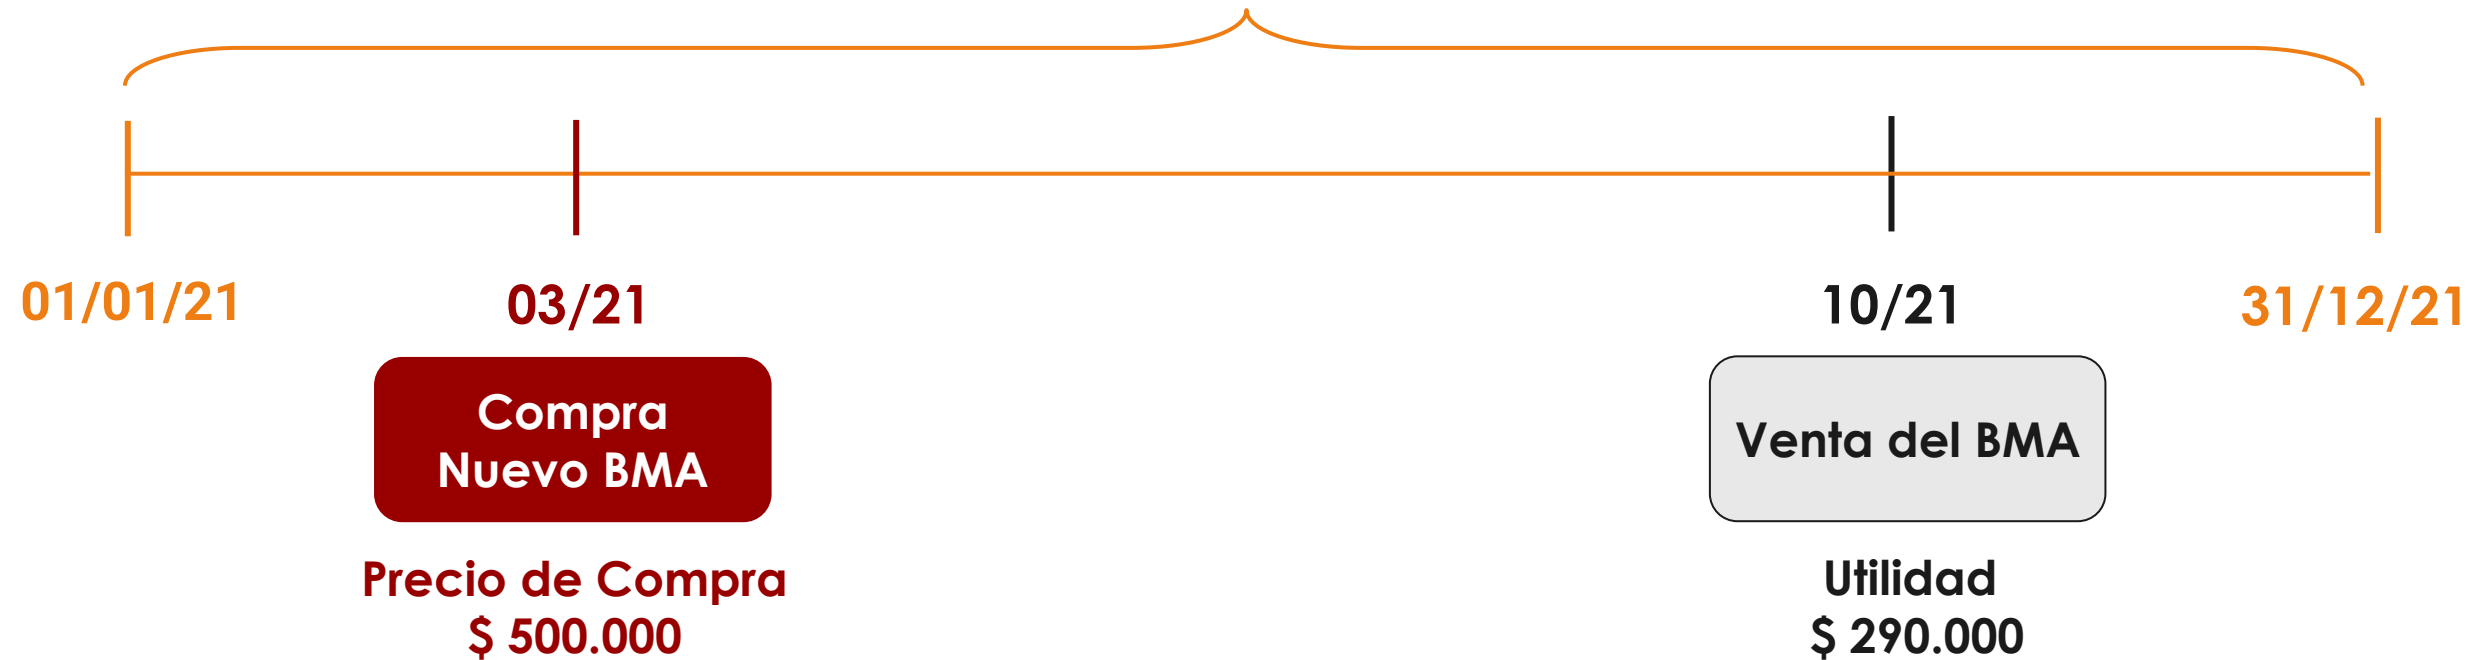 01/01/21
03/21
10/21
31/12/21
Compra
Nuevo BMA
Venta del BMA
Precio de Compra
$ 500.000
Utilidad
$ 290.000